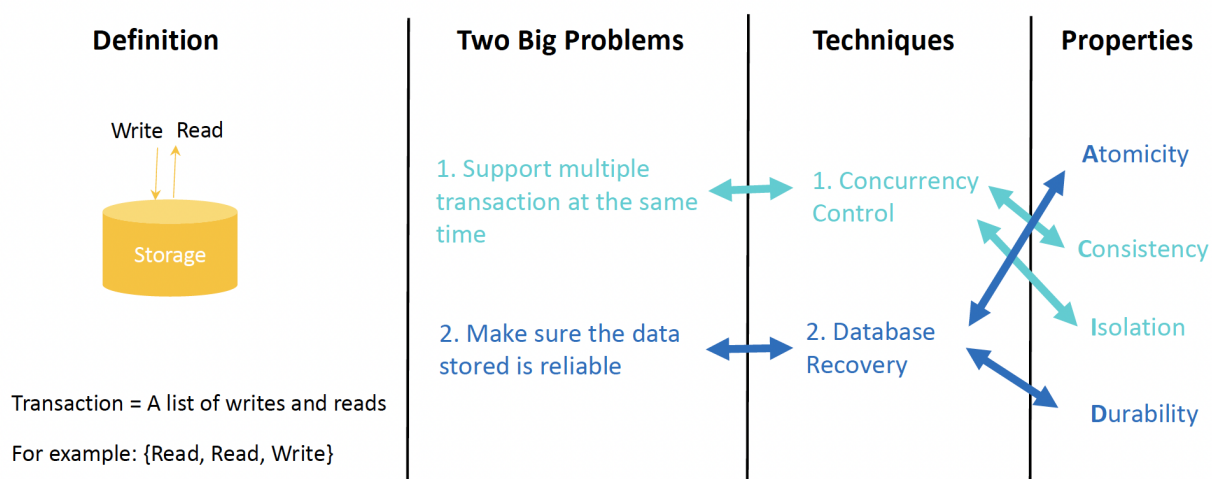 Definition
Two Big Problems
Techniques
Properties
Write Read
Storage
Transaction = A list of writes and reads
For example: {Read, Read, Write}
1. Support multiple
transaction at the same
time
2. Make sure the data
stored is reliable
1. Concurrency
Control
2. Database
Recovery
Atomicity
Consistency
Isolation
Durability